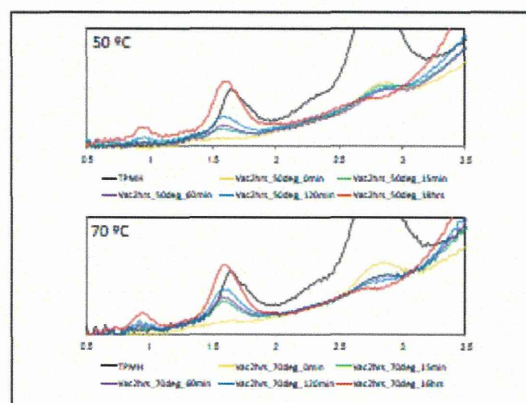 50 ºC
0.5 1 1.5 2 2.5 3 3.5
TPMH Vac2hrs_50deg_0min Vac2hrs_50deg_15min
Vac2hrs_50deg_60min Vac2hrs_50deg_120min Vac2hrs_50deg_16hrs
70 ºC
0.5 1 1.5 2 2.5 3 3.5
TPMH Vac2hrs_70deg_0min Vac2hrs_70deg_15min
Vac2hrs_70deg_60min Vac2hrs_70deg_120min Vac2hrs_70deg_16hrs